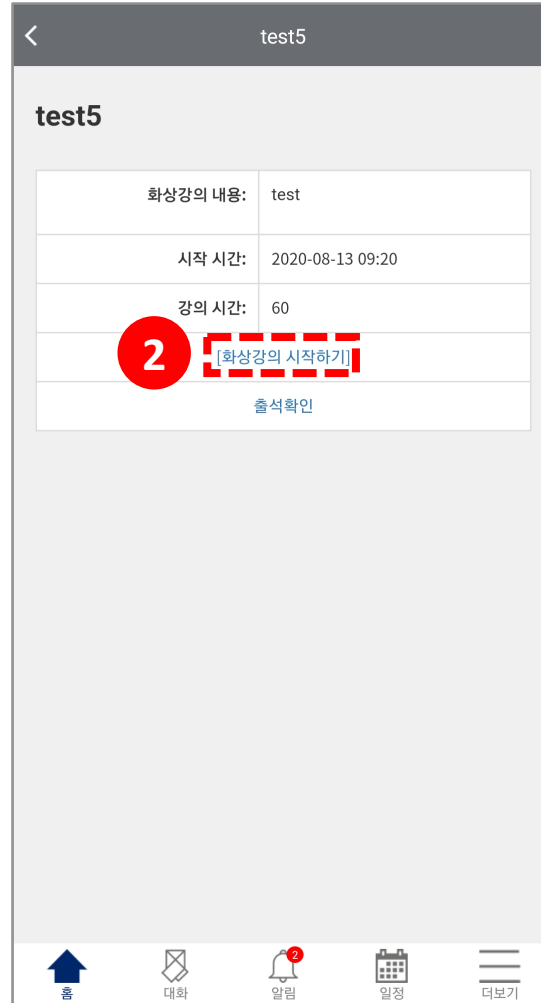 test5
test5
화상강의 내용: test
시작 시간: 2020-08-13 09:20
강의 시간: 60
2 [화상강의 시작하기]
출석확인
2
홈 대화 알림 일정 더보기